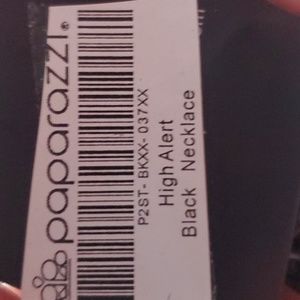 paparazzi®
P2ST- BKXX- 037XX
High Alert
Black Necklace